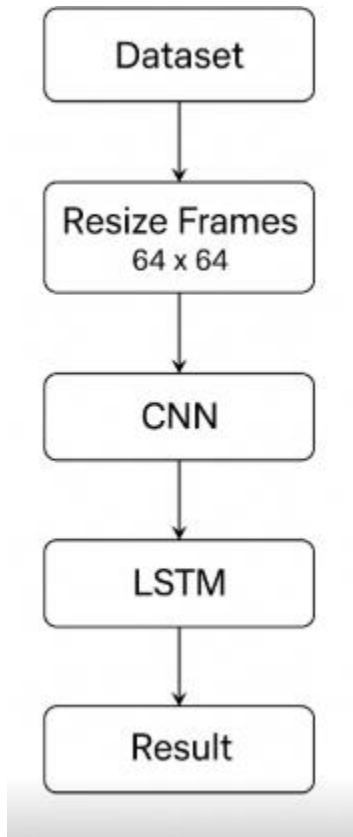 Dataset
Resize Frames
64 x 64
CNN
LSTM
Result